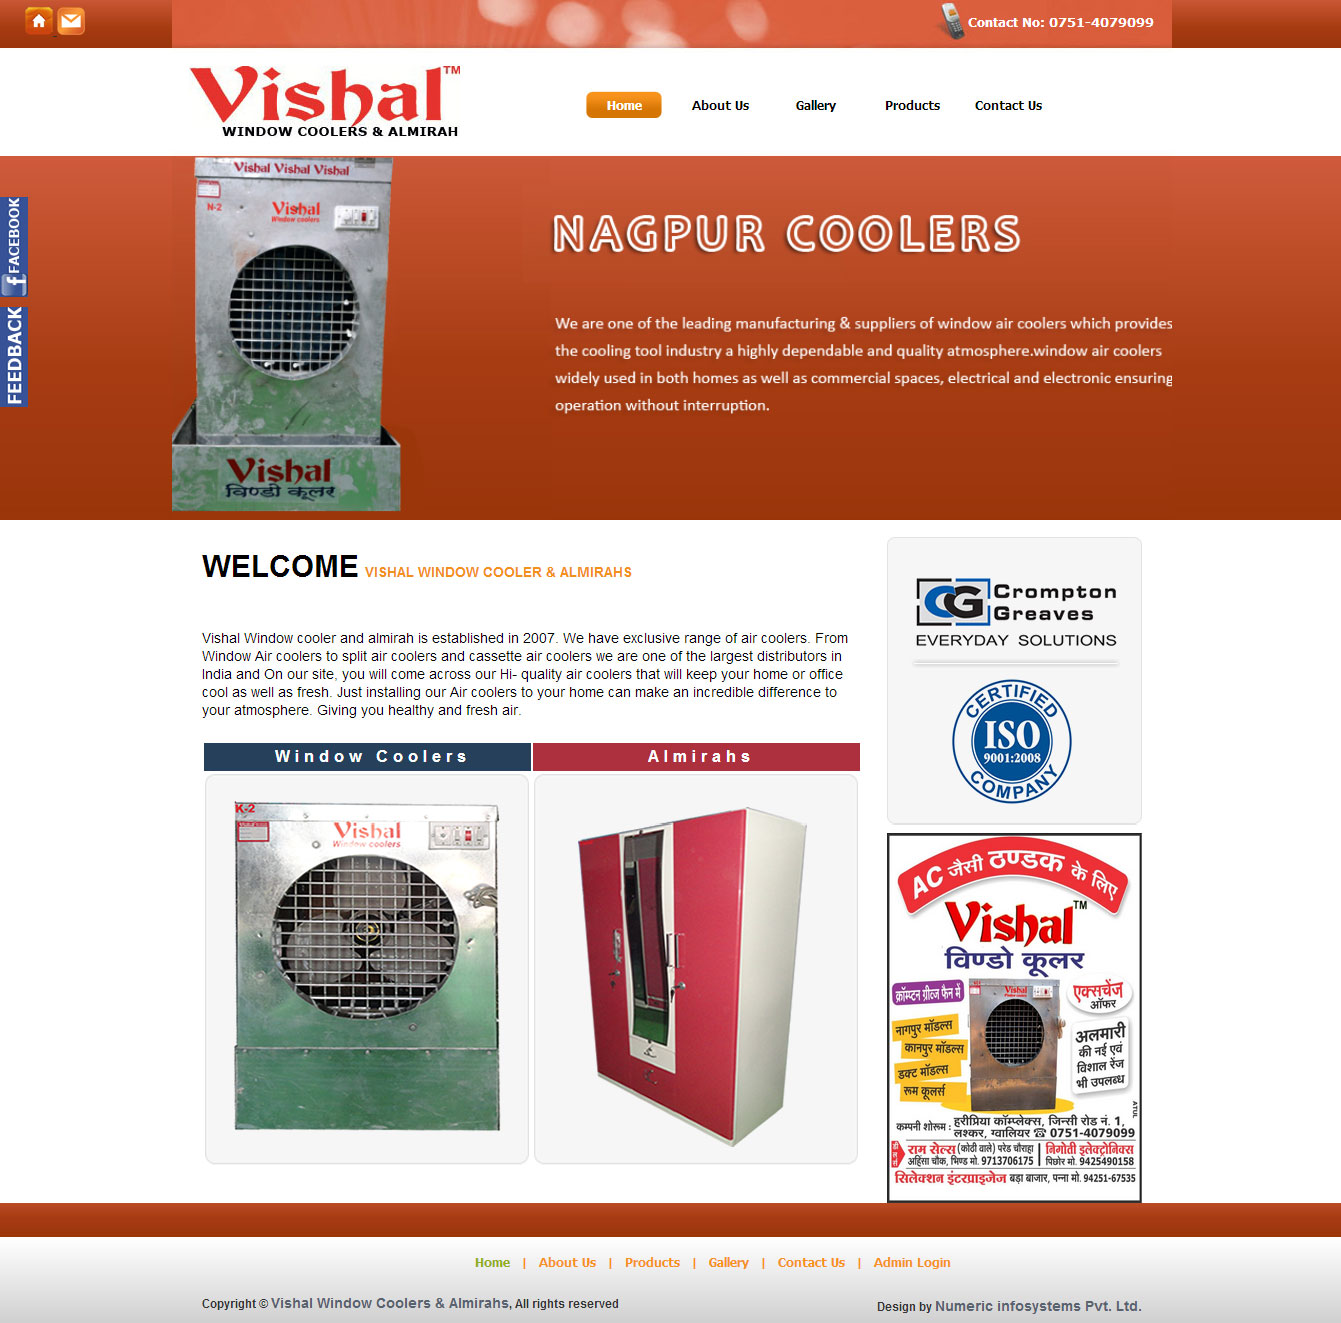 Contact No: 0751-4079099
Vishal™
WINDOW COOLERS & ALMIRAH
Home
About Us
Gallery
Products
Contact Us
FACEBOOK
FEEDBACK
Vishal Vishal Vishal
N-2
Vishal
Window coolers
Vishal
विण्डो कूलर
NAGPUR COOLERS
We are one of the leading manufacturing & suppliers of window air coolers which provides
the cooling tool industry a highly dependable and quality atmosphere.window air coolers
widely used in both homes as well as commercial spaces, electrical and electronic ensuring
operation without interruption.
WELCOME VISHAL WINDOW COOLER & ALMIRAHS
Vishal Window cooler and almirah is established in 2007. We have exclusive range of air coolers. From
Window Air coolers to split air coolers and cassette air coolers we are one of the largest distributors in
India and On our site, you will come across our Hi- quality air coolers that will keep your home or office
cool as well as fresh. Just installing our Air coolers to your home can make an incredible difference to
your atmosphere. Giving you healthy and fresh air.
Window Coolers
Almirahs
K-2
Vishal
Window coolers
CG Crompton
Greaves
EVERYDAY SOLUTIONS
CERTIFIED
ISO
9001:2008
COMPANY
AC जैसी ठण्डक के लिए
Vishal™
विण्डो कूलर
क्रॉम्प्टन ग्रीव्ज फैन में
एक्सचेंज
ऑफर
नागपुर मॉडल्स
कानपुर मॉडल्स
डक्ट मॉडल्स
रूम कूलर्स
Vishal
अलमारी
की नई एवं
विशाल रेंज
भी उपलब्ध
ATUL
कम्पनी शोरूम : हरीप्रिया कॉम्प्लेक्स, जिन्सी रोड नं. 1,
लश्कर, ग्वालियर ☎ 0751-4079099
राम सेल्स (कोठी वाले) परेड चौराहा
अहिंसा चौक, भिण्ड मो. 9713706175
निगोती इलेक्ट्रोनिक्स
पिछोर मो. 9425490158
सिलेक्शन इंटरप्राइजेज बड़ा बाजार, पन्ना मो. 94251-67535
Home | About Us | Products | Gallery | Contact Us | Admin Login
Copyright © Vishal Window Coolers & Almirahs, All rights reserved
Design by Numeric infosystems Pvt. Ltd.